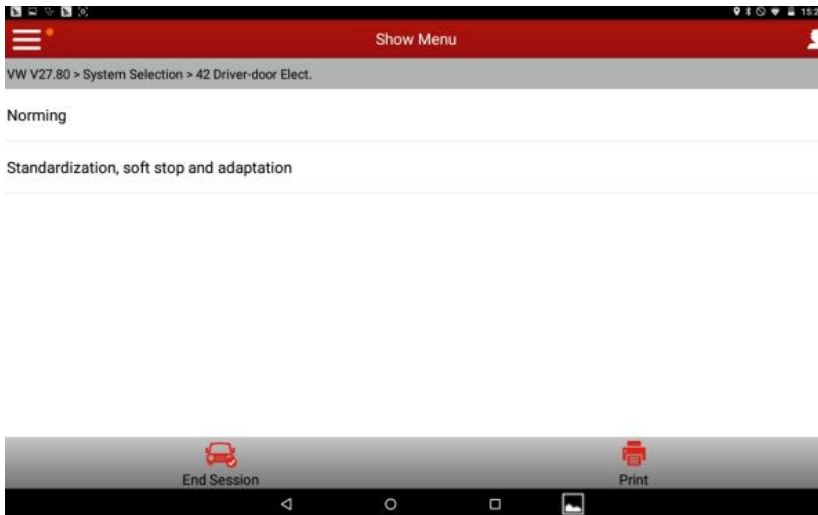 Show Menu
VW V27.80 > System Selection > 42 Driver-door Elect.
Norming
Standardization, soft stop and adaptation
End Session
Print